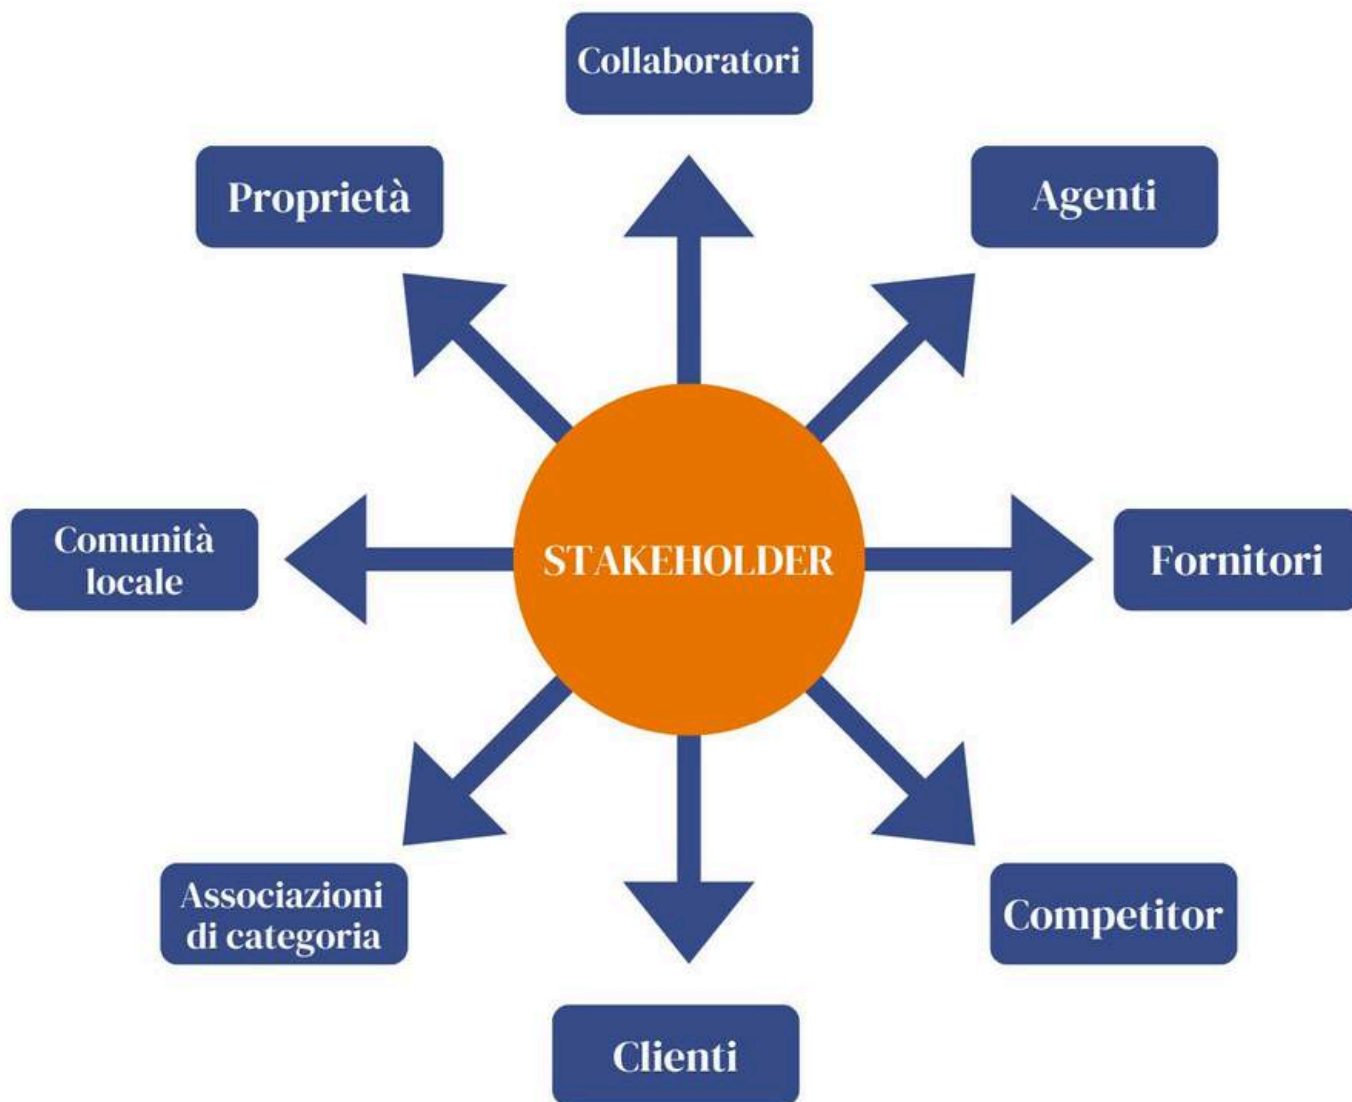 Collaboratori
Proprietà
Agenti
Comunità
locale
STAKEHOLDER
Fornitori
Associazioni
di categoria
Competitor
Clienti